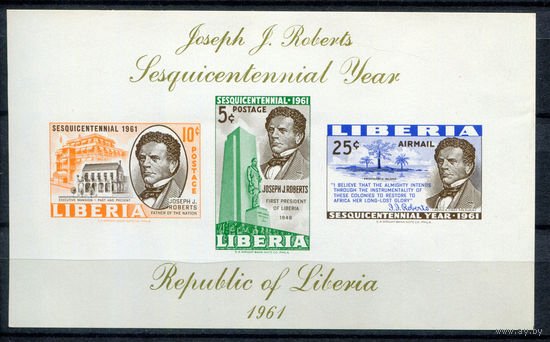 Joseph J. Roberts
Sesquicentennial Year
SESQUICENTENNIAL 1961
10¢
POSTAGE
EXECUTIVE MANSION - PAST AND PRESENT
JOSEPH J.
ROBERTS
FATHER OF THE NATION
LIBERIA
SESQUICENTENNIAL·1961
5¢
POSTAGE
JOSEPH J ROBERTS
FIRST PRESIDENT
OF LIBERIA
1848
LIBERIA
LIBERIA
25¢
AIRMAIL
"I BELIEVE THAT THE ALMIGHTY INTENDS
THROUGH THE INSTRUMENTALITY OF
THESE COLONIES TO RESTORE TO
AFRICA HER LONG-LOST GLORY"
J.J. Roberts
SESQUICENTENNIAL YEAR·1961
Republic of Liberia
1961
www.ay.by